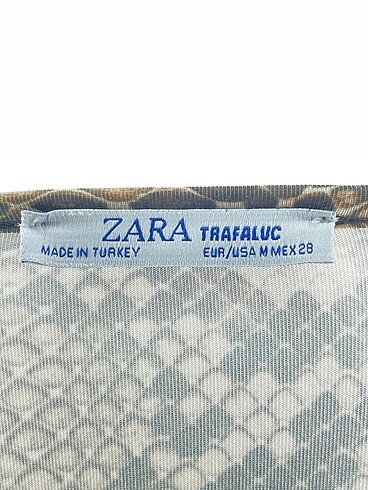 ZARA TRAFALUC
MADE IN TURKEY EUR/USA M MEX 28